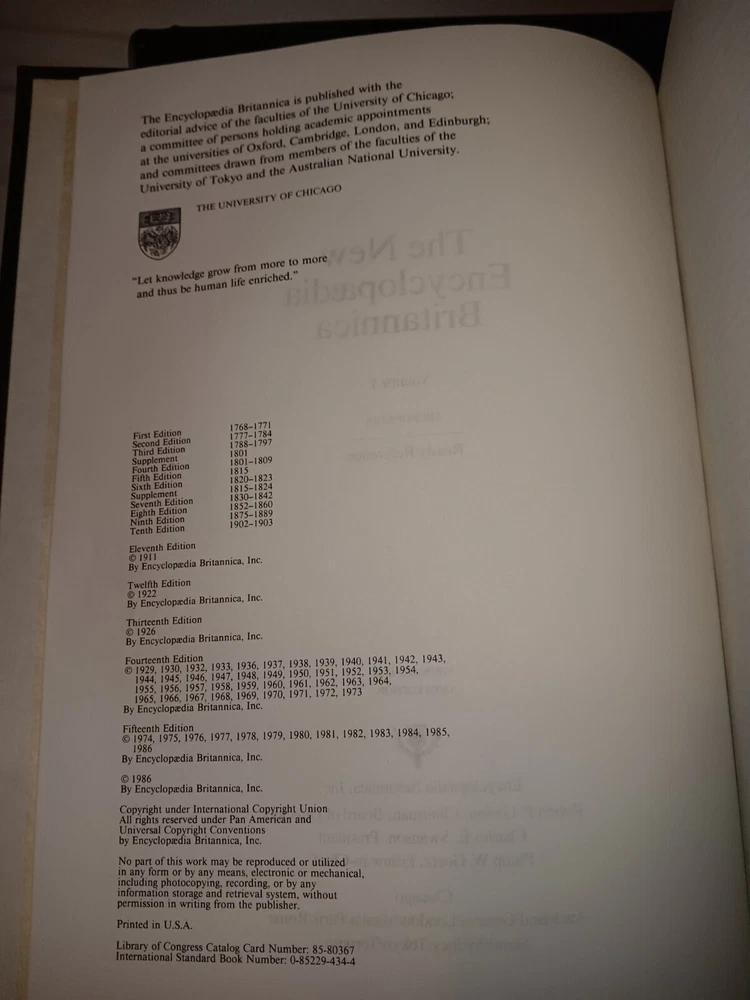 The Encyclopædia Britannica is published with the
editorial advice of the faculties of the University of Chicago;
a committee of persons holding academic appointments
at the universities of Oxford, Cambridge, London, and Edinburgh;
and committees drawn from members of the faculties of the
University of Tokyo and the Australian National University.
THE UNIVERSITY OF CHICAGO
"Let knowledge grow from more to more
and thus be human life enriched."
First Edition 1768–1771
Second Edition 1777–1784
Third Edition 1788–1797
Supplement 1801
Fourth Edition 1801–1809
Fifth Edition 1815
Sixth Edition 1820–1823
Supplement 1815–1824
Seventh Edition 1830–1842
Eighth Edition 1852–1860
Ninth Edition 1875–1889
Tenth Edition 1902–1903
Eleventh Edition
© 1911
By Encyclopædia Britannica, Inc.
Twelfth Edition
© 1922
By Encyclopædia Britannica, Inc.
Thirteenth Edition
© 1926
By Encyclopædia Britannica, Inc.
Fourteenth Edition
© 1929, 1930, 1932, 1933, 1936, 1937, 1938, 1939, 1940, 1941, 1942, 1943,
1944, 1945, 1946, 1947, 1948, 1949, 1950, 1951, 1952, 1953, 1954,
1955, 1956, 1957, 1958, 1959, 1960, 1961, 1962, 1963, 1964,
1965, 1966, 1967, 1968, 1969, 1970, 1971, 1972, 1973
By Encyclopædia Britannica, Inc.
Fifteenth Edition
© 1974, 1975, 1976, 1977, 1978, 1979, 1980, 1981, 1982, 1983, 1984, 1985,
1986
By Encyclopædia Britannica, Inc.
© 1986
By Encyclopædia Britannica, Inc.
Copyright under International Copyright Union
All rights reserved under Pan American and
Universal Copyright Conventions
by Encyclopædia Britannica, Inc.
No part of this work may be reproduced or utilized
in any form or by any means, electronic or mechanical,
including photocopying, recording, or by any
information storage and retrieval system, without
permission in writing from the publisher.
Printed in U.S.A.
Library of Congress Catalog Card Number: 85-80367
International Standard Book Number: 0-85229-434-4